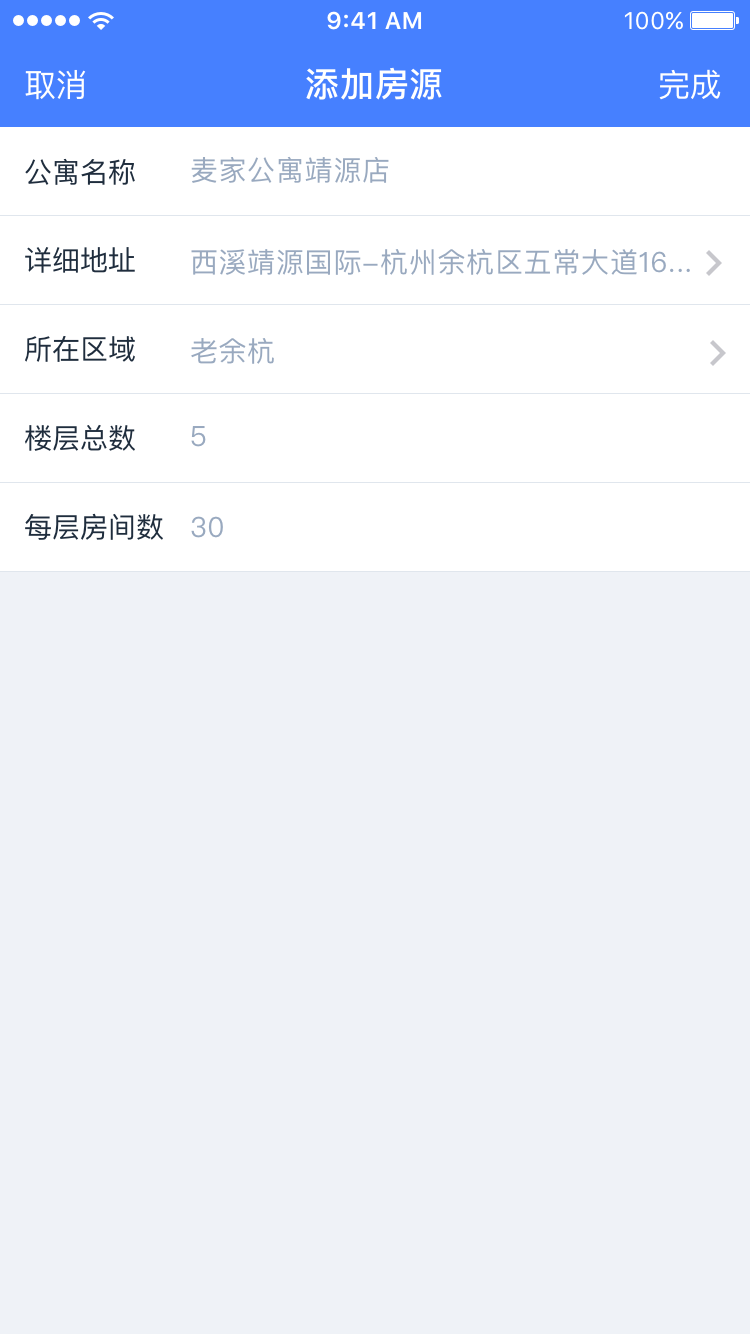 9:41 AM 100%
取消 添加房源 完成
公寓名称 麦家公寓靖源店
详细地址 西溪靖源国际–杭州余杭区五常大道16...
所在区域 老余杭
楼层总数 5
每层房间数 30